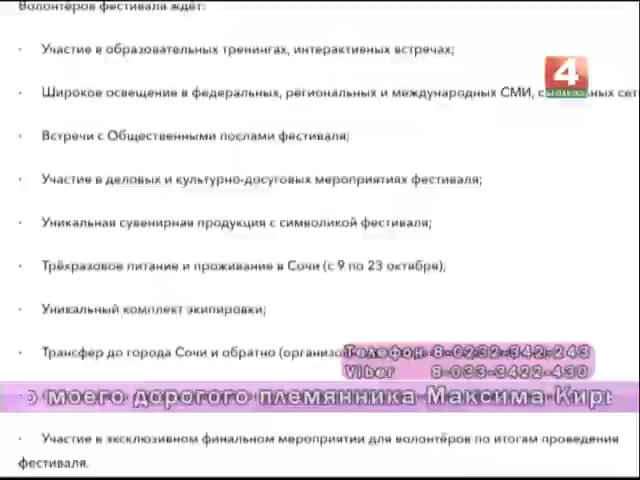 Волонтёров фестиваля ждёт:
· Участие в образовательных тренингах, интерактивных встречах;
4
· Широкое освещение в федеральных, региональных и международных СМИ,
· Встречи с Общественными послами фестиваля;
· Участие в деловых и культурно-досуговых мероприятиях фестиваля;
· Уникальная сувенирная продукция с символикой фестиваля;
· Трёхразовое питание и проживание в Сочи (с 9 по 23 октября);
· Уникальный комплект экипировки;
· Трансфер до города Сочи и обратно
Телефон 8-0232-342-243
Viber 8-033-3422-430
моего дорогого племянника Максима
· Участие в эксклюзивном финальном мероприятии для волонтёров по итогам проведения
фестиваля.